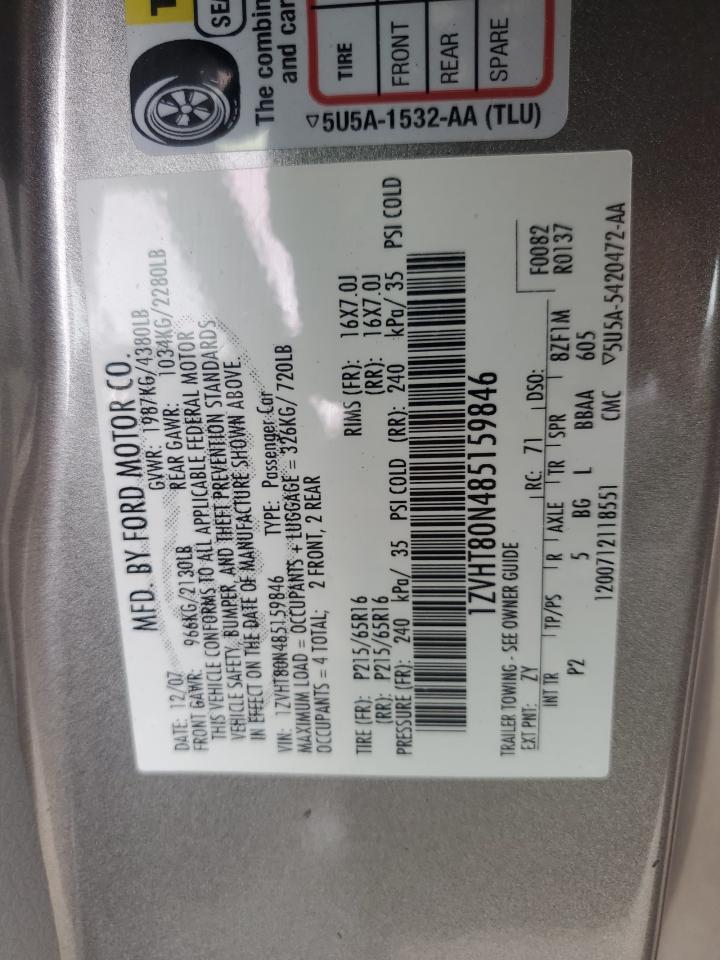 SEA
The combin
and car
TIRE
FRONT
REAR
SPARE
▽5U5A-1532-AA (TLU)
MFD. BY FORD MOTOR CO.
DATE: 12/07 GVWR: 1987KG/4380LB
FRONT GAWR: 966KG/2130LB REAR GAWR: 1034KG/2280LB
THIS VEHICLE CONFORMS TO ALL APPLICABLE FEDERAL MOTOR
VEHICLE SAFETY, BUMPER, AND THEFT PREVENTION STANDARDS
IN EFFECT ON THE DATE OF MANUFACTURE SHOWN ABOVE.
VIN: 1ZVHT80N485159846 TYPE: Passenger Car
MAXIMUM LOAD = OCCUPANTS + LUGGAGE = 326KG/720LB
OCCUPANTS = 4 TOTAL; 2 FRONT, 2 REAR
TIRE (FR): P215/65R16 RIMS (FR): 16X7.0J
(RR): P215/65R16 (RR): 16X7.0J
PRESSURE (FR): 240 kPa/ 35 PSI COLD (RR): 240 kPa/ 35 PSI COLD
1ZVHT80N485159846
TRAILER TOWING - SEE OWNER GUIDE
EXT PNT: ZY RC: 71 DSO: F0082
R0137
INT TR TP/PS R AXLE TR SPR 8ZF1M
P2 5 BG L BBAA 605
1200712118551 CMC ▽5U5A-5420472-AA